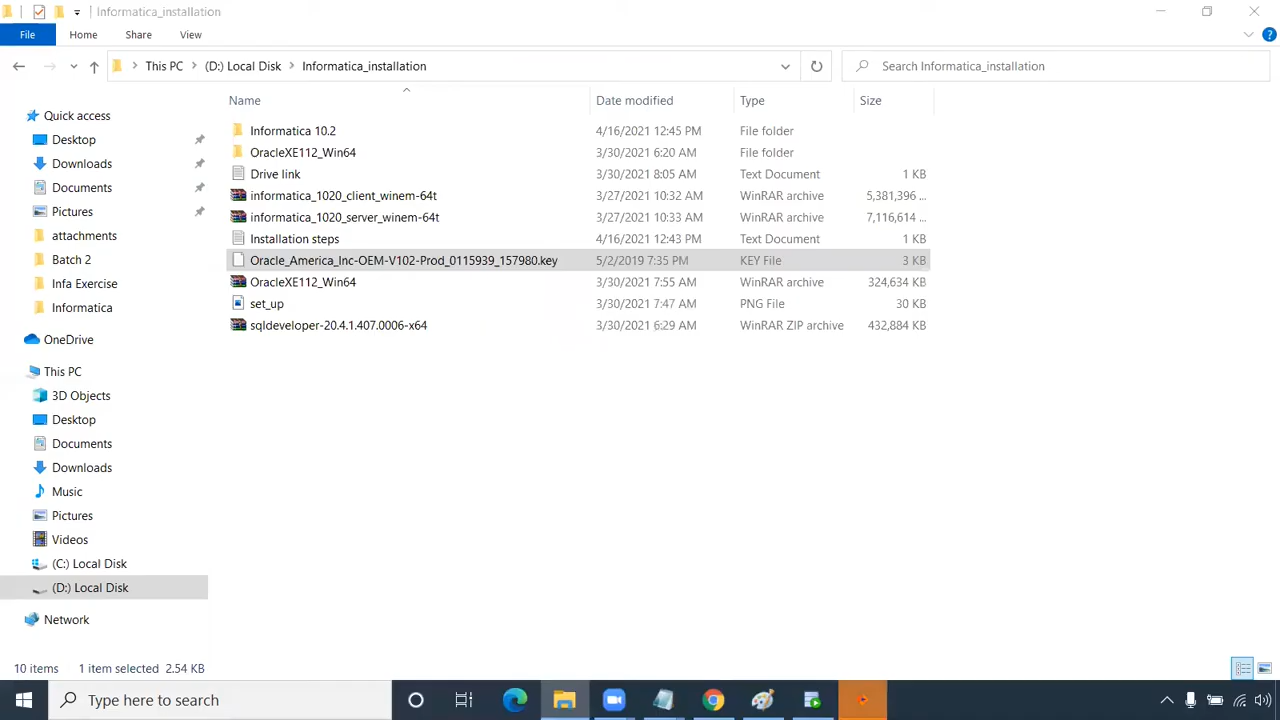 Informatica_installation
File Home Share View
This PC (D:) Local Disk Informatica_installation Search Informatica_installation
Name Date modified Type Size
Quick access
Desktop
Downloads
Documents
Pictures
attachments
Batch 2
Infa Exercise
Informatica
OneDrive
This PC
3D Objects
Desktop
Documents
Downloads
Music
Pictures
Videos
(C:) Local Disk
(D:) Local Disk
Network
Informatica 10.2 4/16/2021 12:45 PM File folder
OracleXE112_Win64 3/30/2021 6:20 AM File folder
Drive link 3/30/2021 8:05 AM Text Document 1 KB
informatica_1020_client_winem-64t 3/27/2021 10:32 AM WinRAR archive 5,381,396 ...
informatica_1020_server_winem-64t 3/27/2021 10:33 AM WinRAR archive 7,116,614 ...
Installation steps 4/16/2021 12:43 PM Text Document 1 KB
Oracle_America_Inc-OEM-V102-Prod_0115939_157980.key 5/2/2019 7:35 PM KEY File 3 KB
OracleXE112_Win64 3/30/2021 7:55 AM WinRAR archive 324,634 KB
set_up 3/30/2021 7:47 AM PNG File 30 KB
sqldeveloper-20.4.1.407.0006-x64 3/30/2021 6:29 AM WinRAR ZIP archive 432,884 KB
10 items 1 item selected 2.54 KB
Type here to search